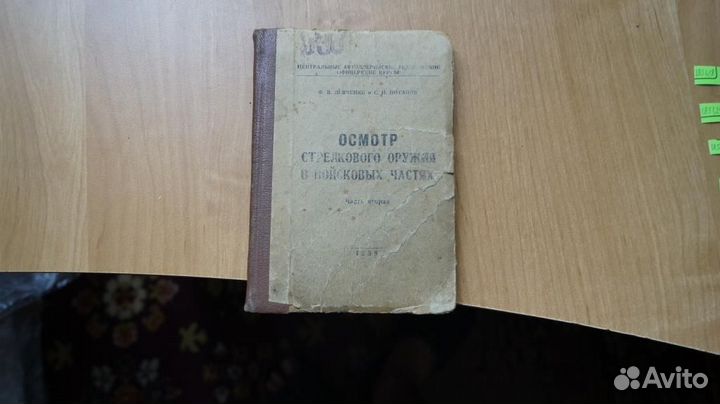 ЦЕНТРАЛЬНЫЕ АРТИЛЛЕРИЙСКИЕ
ОФИЦЕРСКИЕ КУРСЫ
ОСМОТР
СТРЕЛКОВОГО ОРУЖИЯ
В ВОЙСКОВЫХ ЧАСТЯХ
Часть вторая
Avito